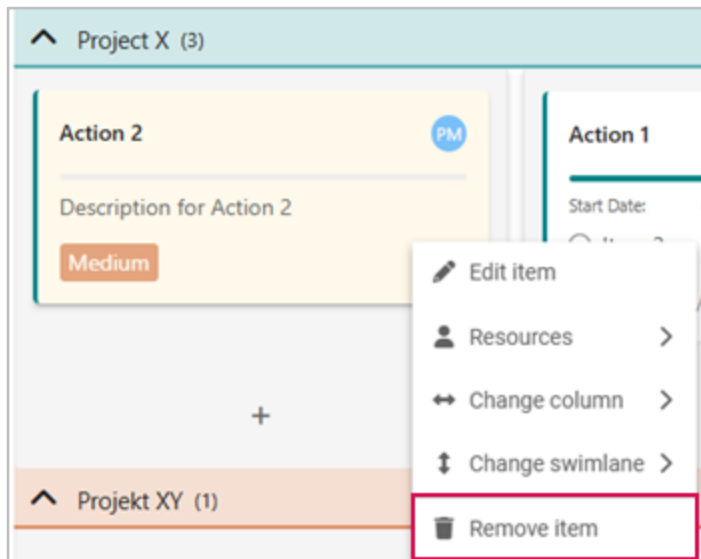 Project X (3)
Action 2
PM
Description for Action 2
Medium
Action 1
Start Date:
Edit item
Resources
Change column
Change swimlane
Remove item
Projekt XY (1)